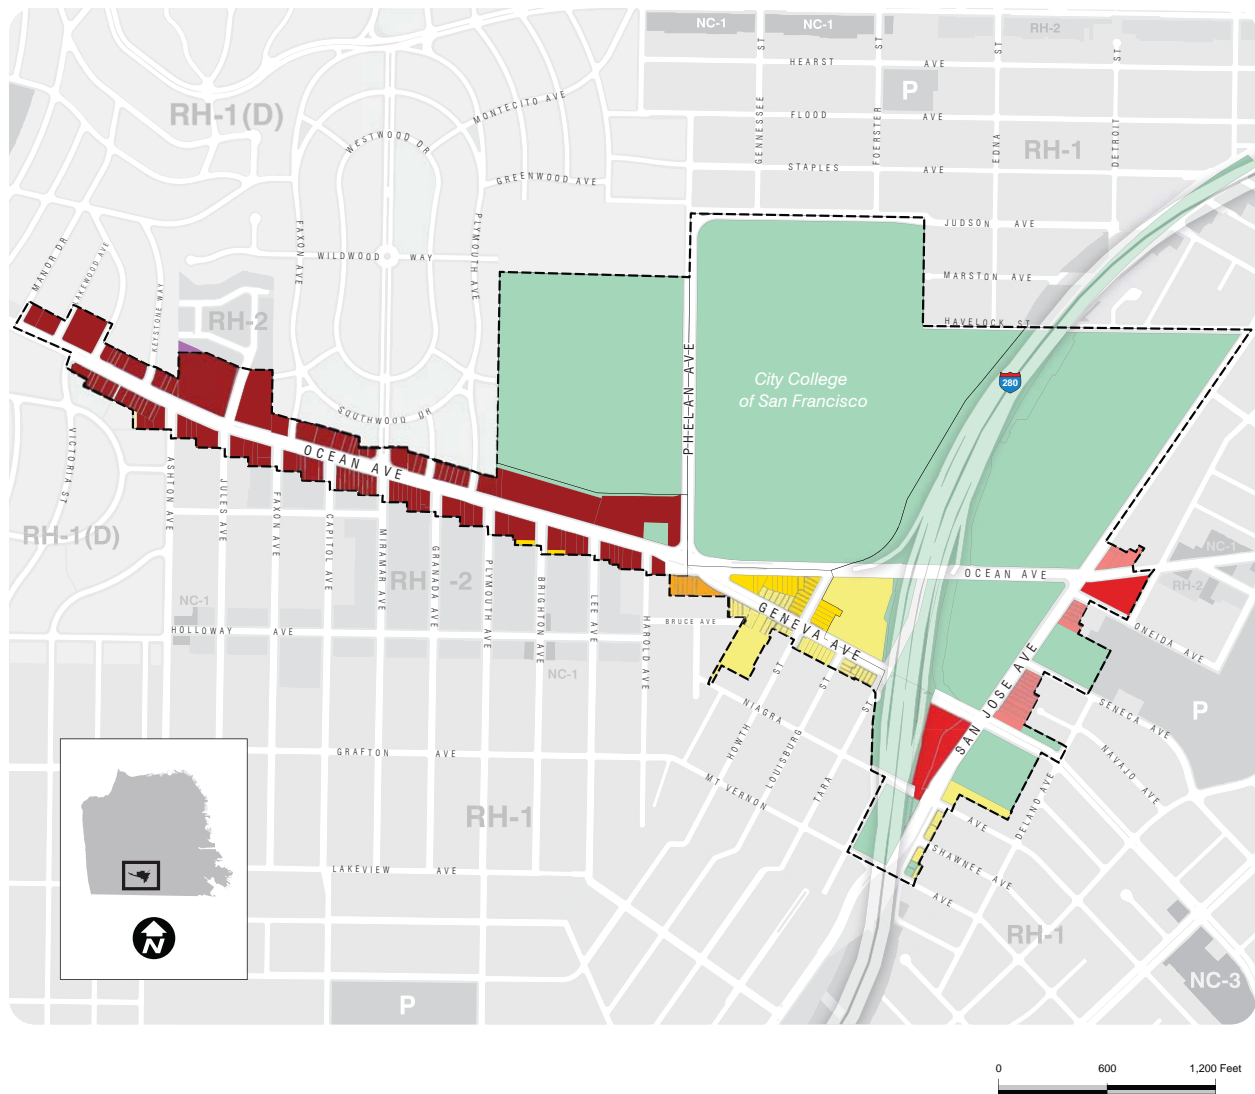 NC-1
NC-1
RH-2
ST
ST
ST
ST
HEARST AVE
P
RH-1(D)
MONTECITO AVE
FLOOD AVE
GENNESSEE
FOERSTER
EDNA
DETROIT
WESTWOOD DR
RH-1
STAPLES AVE
GREENWOOD AVE
FAXON AVE
PLYMOUTH AVE
JUDSON AVE
MANOR DR
LAKEWOOD AVE
WILDWOOD WAY
MARSTON AVE
KEYSTONE WAY
RH-2
HAVELOCK ST
PHELAN AVE
City College
of San Francisco
280
SOUTHWOOD DR
OCEAN AVE
VICTORIA ST
ASHTON AVE
JULES AVE
FAXON AVE
CAPITOL AVE
MIRAMAR AVE
GRANADA AVE
PLYMOUTH AVE
BRIGHTON AVE
LEE AVE
HAROLD AVE
RH-1(D)
RH-2
NC-1
OCEAN AVE
NC-1
RH-2
GENEVA AVE
BRUCE AVE
HOLLOWAY AVE
NC-1
ONEIDA AVE
SAN JOSE AVE
ST
ST
ST
NIAGRA
HOWTH
LOUISBURG
TARA
SENECA AVE
P
NAVAJO AVE
GRAFTON AVE
MT VERNON
DELANO AVE
AVE
RH-1
SHAWNEE AVE
LAKEVIEW AVE
AVE
RH-1
N
NC-3
P
0 600 1,200 Feet